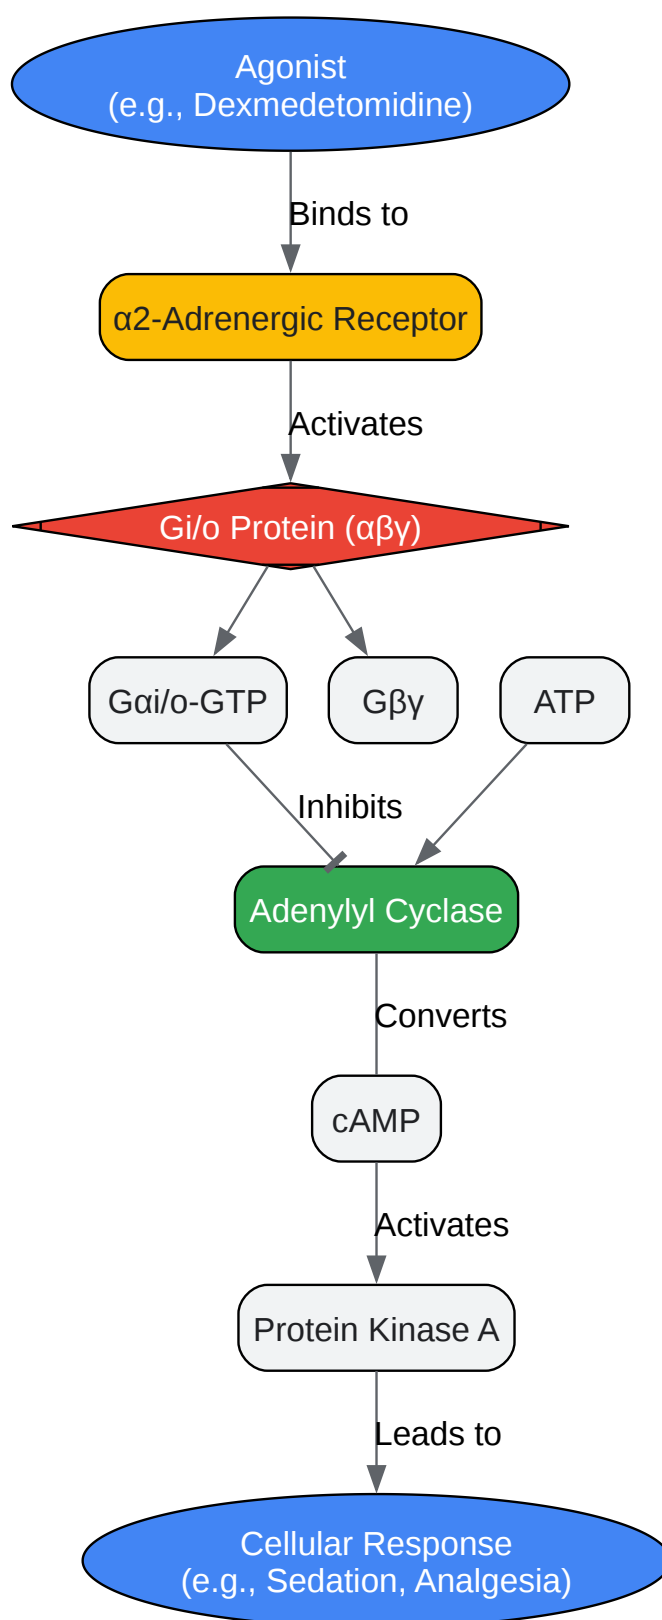 Agonist
(e.g., Dexmedetomidine)
Binds to
α2-Adrenergic Receptor
Activates
Gi/o Protein (αβγ)
Gαi/o-GTP
Gβγ
ATP
Inhibits
Adenylyl Cyclase
Converts
cAMP
Activates
Protein Kinase A
Leads to
Cellular Response
(e.g., Sedation, Analgesia)